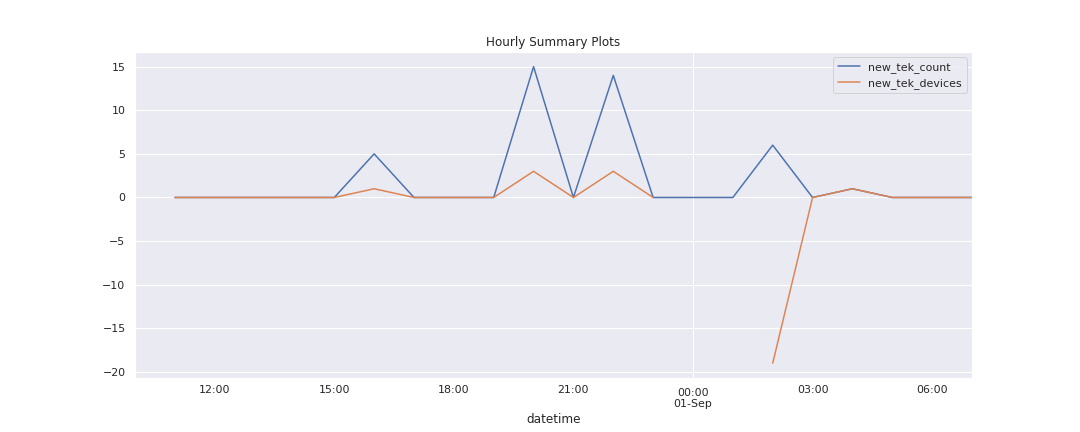 Hourly Summary Plots
new_tek_count
new_tek_devices
15
10
5
0
−5
−10
−15
−20
12:00 15:00 18:00 21:00 00:00 03:00 06:00
01-Sep
datetime